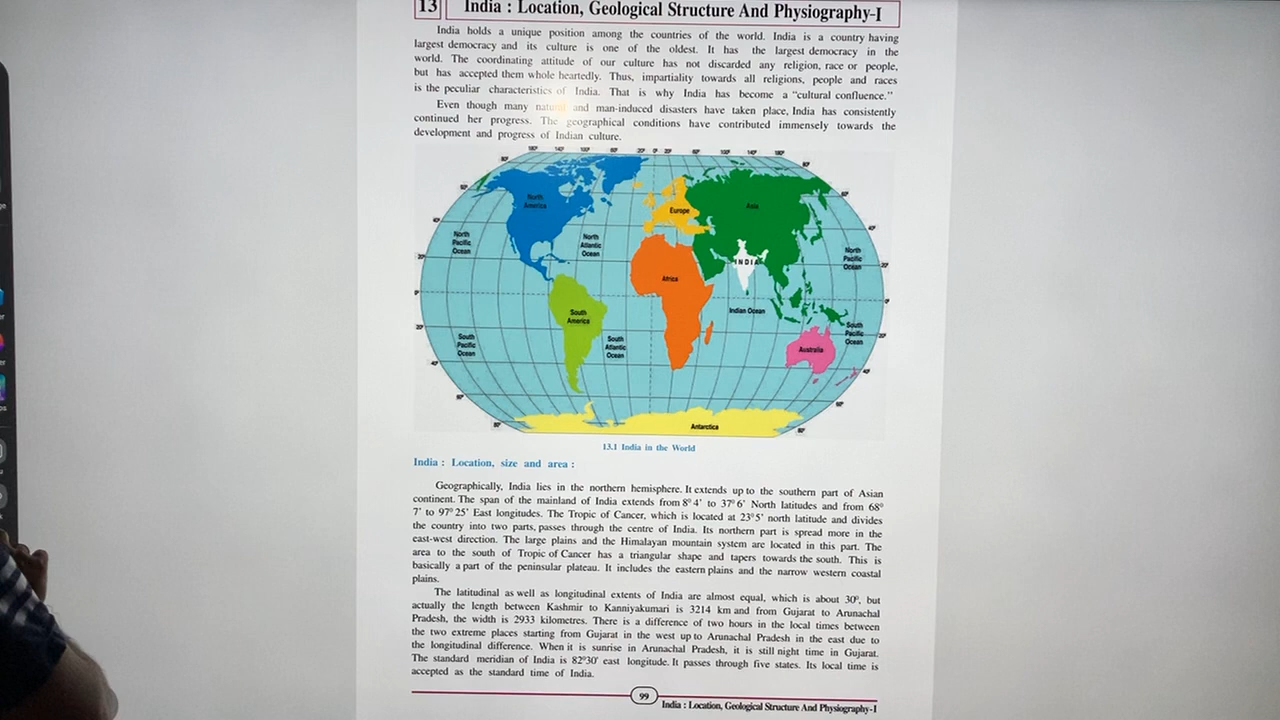 13 India : Location, Geological Structure And Physiography-I
India holds a unique position among the countries of the world. India is a country having
largest democracy and its culture is one of the oldest. It has the largest democracy in the
world. The coordinating attitude of our culture has not discarded any religion, race or people,
but has accepted them whole heartedly. Thus, impartiality towards all religions, people and races
is the peculiar characteristics of India. That is why India has become a “cultural confluence.”
Even though many natural and man-induced disasters have taken place, India has consistently
continued her progress. The geographical conditions have contributed immensely towards the
development and progress of Indian culture.
North
America
Europe
Asia
North
Pacific
Ocean
North
Atlantic
Ocean
North
Pacific
Ocean
INDIA
Africa
South
America
Indian Ocean
South
Pacific
Ocean
South
Atlantic
Ocean
South
Pacific
Ocean
Australia
Antarctica
13.1 India in the World
India : Location, size and area :
Geographically, India lies in the northern hemisphere. It extends up to the southern part of Asian
continent. The span of the mainland of India extends from 8° 4' to 37° 6' North latitudes and from 68°
7' to 97° 25' East longitudes. The Tropic of Cancer, which is located at 23°5' north latitude and divides
the country into two parts, passes through the centre of India. Its northern part is spread more in the
east-west direction. The large plains and the Himalayan mountain system are located in this part. The
area to the south of Tropic of Cancer has a triangular shape and tapers towards the south. This is
basically a part of the peninsular plateau. It includes the eastern plains and the narrow western coastal
plains.
The latitudinal as well as longitudinal extents of India are almost equal, which is about 30°, but
actually the length between Kashmir to Kanniyakumari is 3214 km and from Gujarat to Arunachal
Pradesh, the width is 2933 kilometres. There is a difference of two hours in the local times between
the two extreme places starting from Gujarat in the west up to Arunachal Pradesh in the east due to
the longitudinal difference. When it is sunrise in Arunachal Pradesh, it is still night time in Gujarat.
The standard meridian of India is 82°30' east longitude. It passes through five states. Its local time is
accepted as the standard time of India.
99
India : Location, Geological Structure And Physiography-I